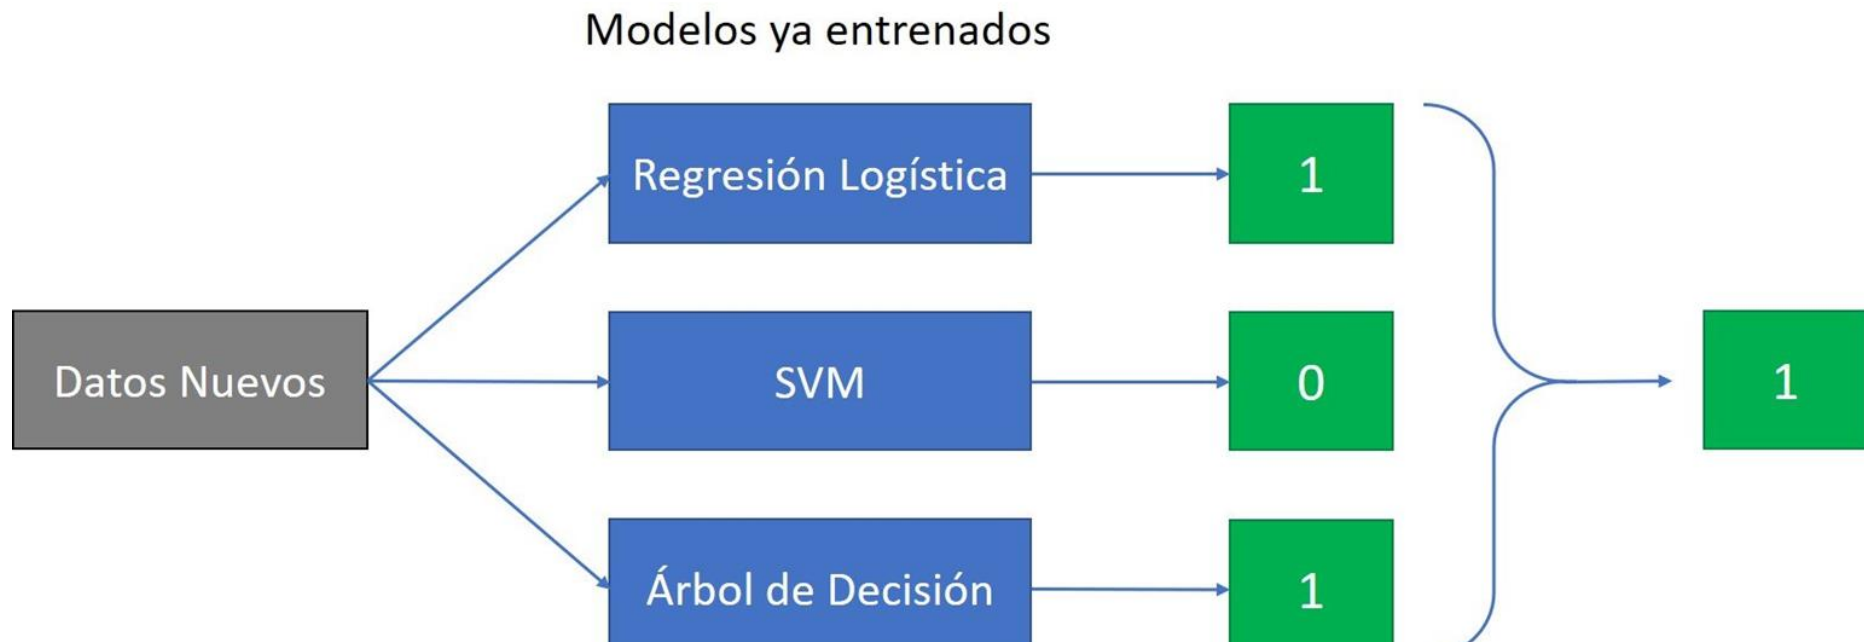 Modelos ya entrenados
Regresión Logística
1
Datos Nuevos
SVM
0
1
Árbol de Decisión
1